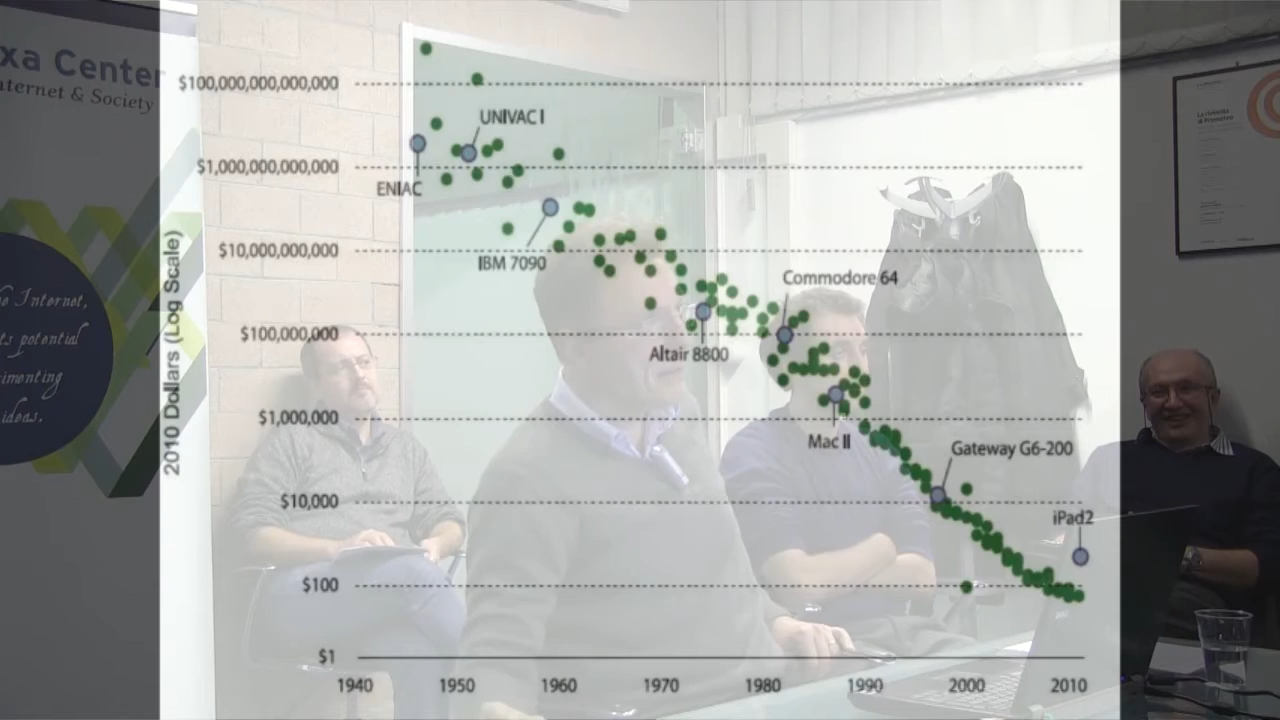 xa Center
nternet & Society
e Internet,
ts potential
rimenting
ideas.
2010 Dollars (Log Scale)
$100,000,000,000,000
$1,000,000,000,000
$10,000,000,000
$100,000,000
$1,000,000
$10,000
$100
$1
UNIVAC I
ENIAC
IBM 7090
Commodore 64
Altair 8800
Mac II
Gateway G6-200
iPad2
1940
1950
1960
1970
1980
1990
2000
2010